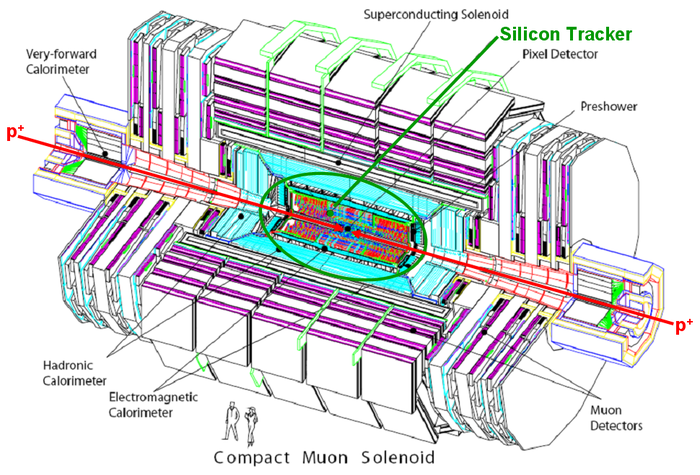 Superconducting Solenoid
Silicon Tracker
Very-forward
Calorimeter
Pixel Detector
Preshower
p+
p+
Hadronic
Calorimeter
Electromagnetic
Calorimeter
Muon
Detectors
Compact Muon Solenoid